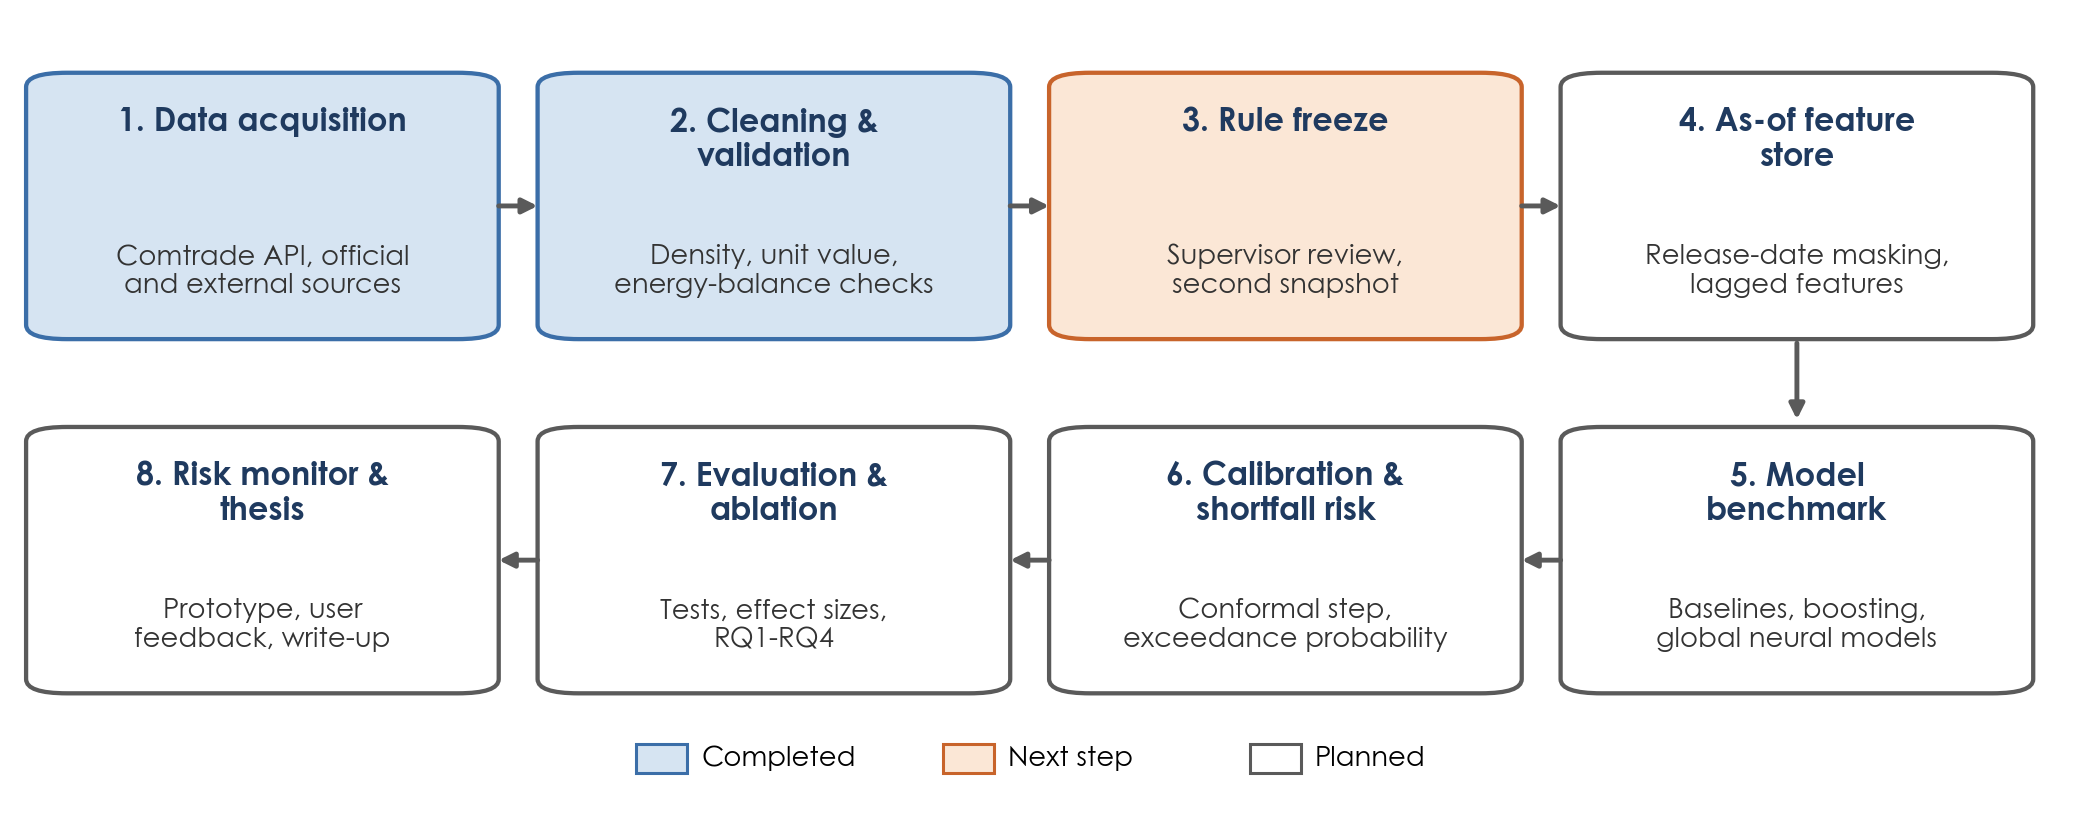 1. Data acquisition
Comtrade API, official
and external sources
2. Cleaning &
validation
Density, unit value,
energy-balance checks
3. Rule freeze
Supervisor review,
second snapshot
4. As-of feature
store
Release-date masking,
lagged features
5. Model
benchmark
Baselines, boosting,
global neural models
6. Calibration &
shortfall risk
Conformal step,
exceedance probability
7. Evaluation &
ablation
Tests, effect sizes,
RQ1-RQ4
8. Risk monitor &
thesis
Prototype, user
feedback, write-up
Completed
Next step
Planned